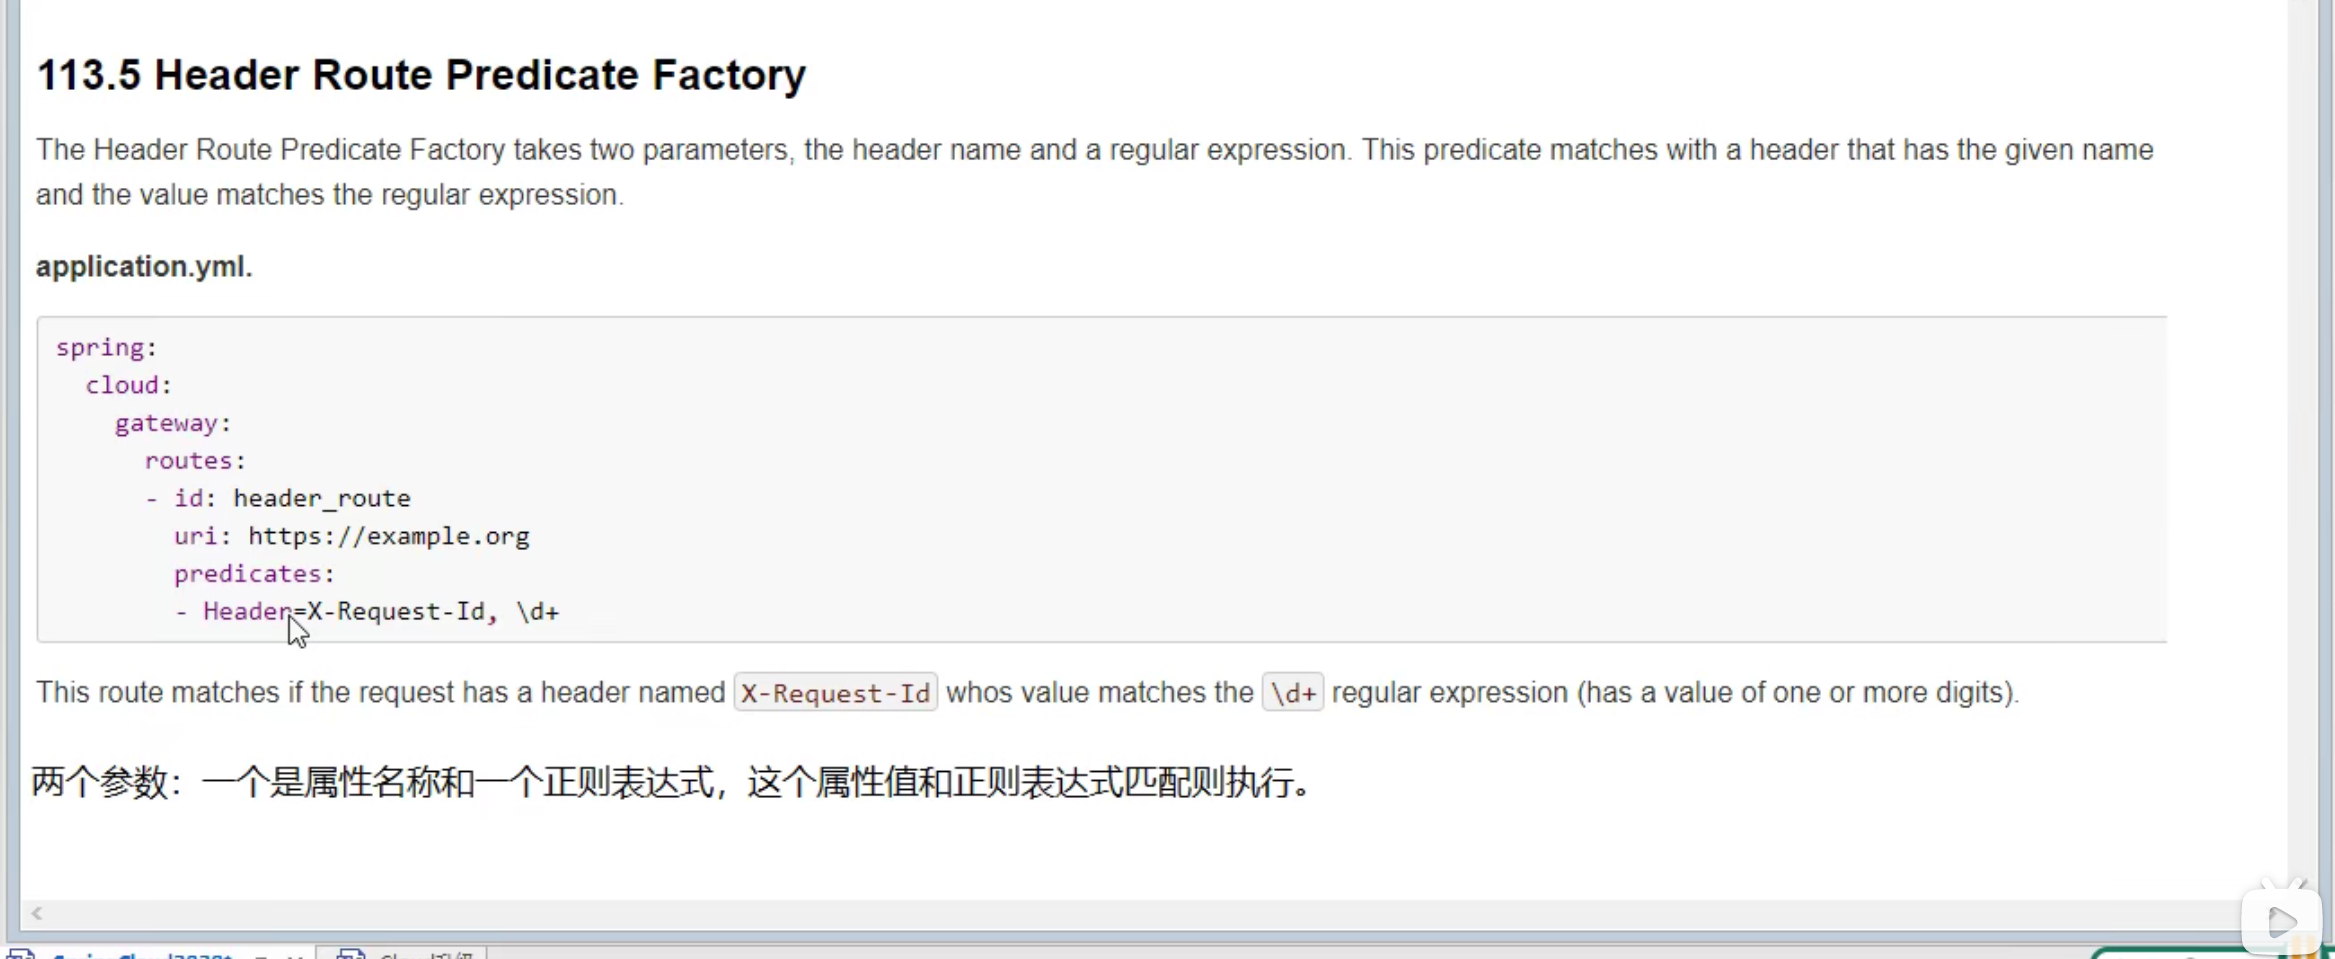 113.5 Header Route Predicate Factory
The Header Route Predicate Factory takes two parameters, the header name and a regular expression. This predicate matches with a header that has the given name
and the value matches the regular expression.
application.yml.
spring:
  cloud:
    gateway:
      routes:
      - id: header_route
        uri: https://example.org
        predicates:
        - Header=X-Request-Id, \d+
This route matches if the request has a header named X-Request-Id whos value matches the \d+ regular expression (has a value of one or more digits).
两个参数：一个是属性名称和一个正则表达式，这个属性值和正则表达式匹配则执行。